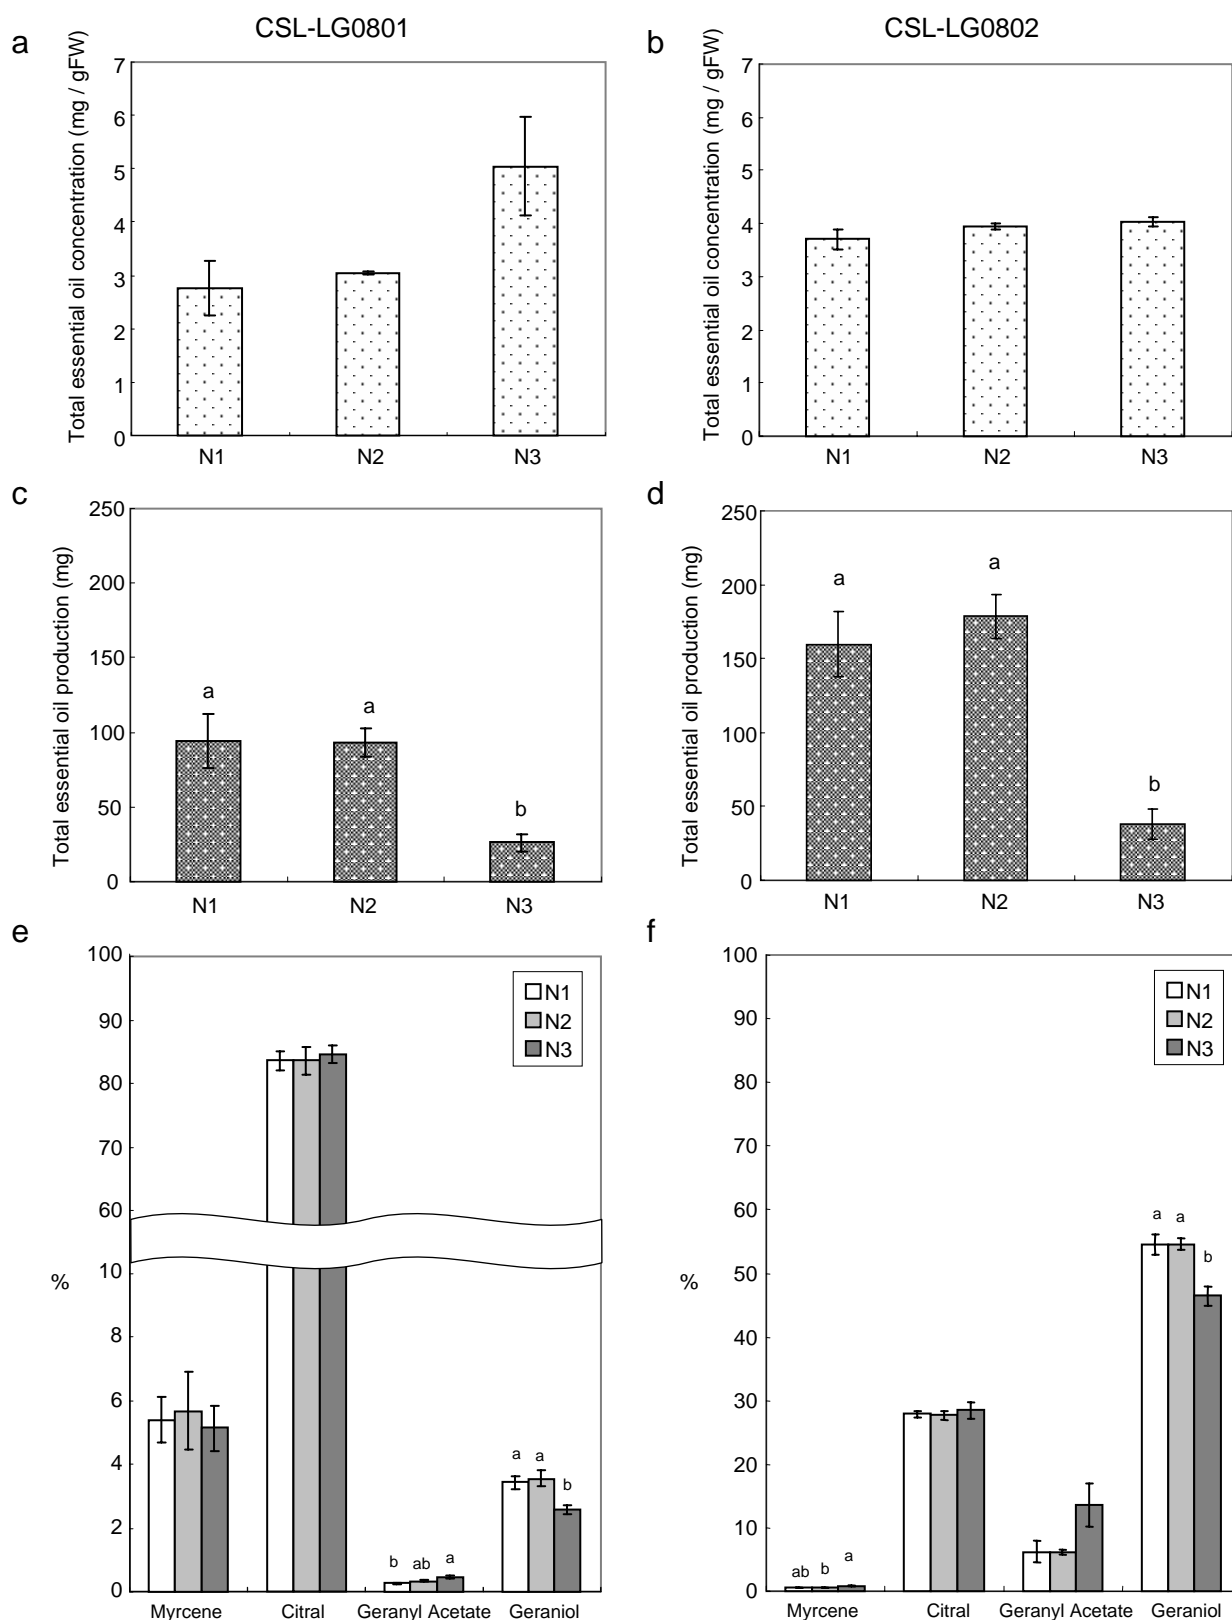 CSL-LG0801
CSL-LG0802
a
Total essential oil concentration (mg / gFW)
7
6
5
4
3
2
1
0
N1 N2 N3
b
Total essential oil concentration (mg / gFW)
7
6
5
4
3
2
1
0
N1 N2 N3
c
Total essential oil production (mg)
250
200
150
100
50
0
a a b
N1 N2 N3
d
Total essential oil production (mg)
250
200
150
100
50
0
a a b
N1 N2 N3
e
%
100
90
80
70
60
10
8
6
4
2
0
N1
N2
N3
b ab a
a a b
Myrcene Citral Geranyl Acetate Geraniol
f
%
100
90
80
70
60
50
40
30
20
10
0
N1
N2
N3
ab b a
a a b
Myrcene Citral Geranyl Acetate Geraniol